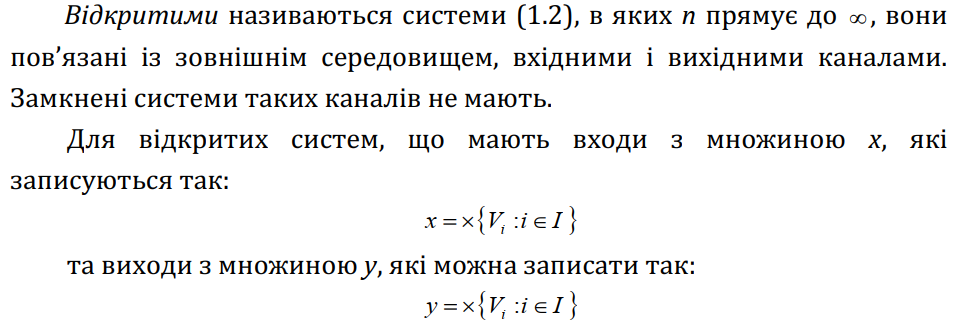 Відкритими називаються системи (1.2), в яких n прямує до ∞, вони
пов’язані із зовнішнім середовищем, вхідними і вихідними каналами.
Замкнені системи таких каналів не мають.
Для відкритих систем, що мають входи з множиною x, які
записуються так:
x = ×{V_i : i ∈ I}
та виходи з множиною y, які можна записати так:
y = ×{V_i : i ∈ I}